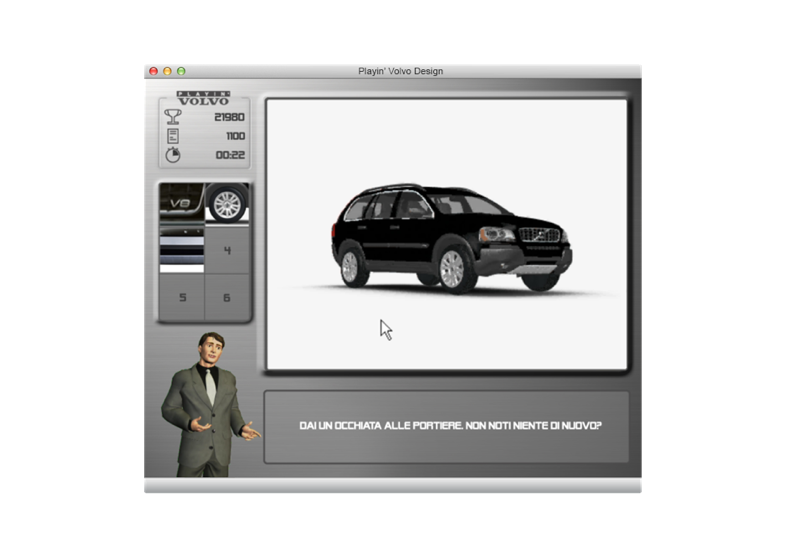 Playin' Volvo Design
PLAYIN'
VOLVO
21980
1100
00:22
V8
4
5
6
DAI UN OCCHIATA ALLE PORTIERE. NON NOTI NIENTE DI NUOVO?